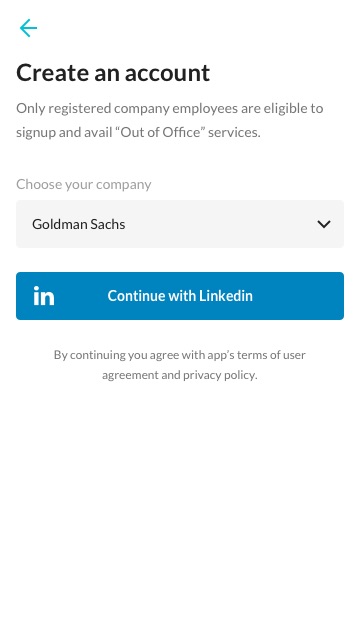 Create an account
Only registered company employees are eligible to
signup and avail “Out of Office” services.
Choose your company
Goldman Sachs
in Continue with Linkedin
By continuing you agree with app's terms of user
agreement and privacy policy.